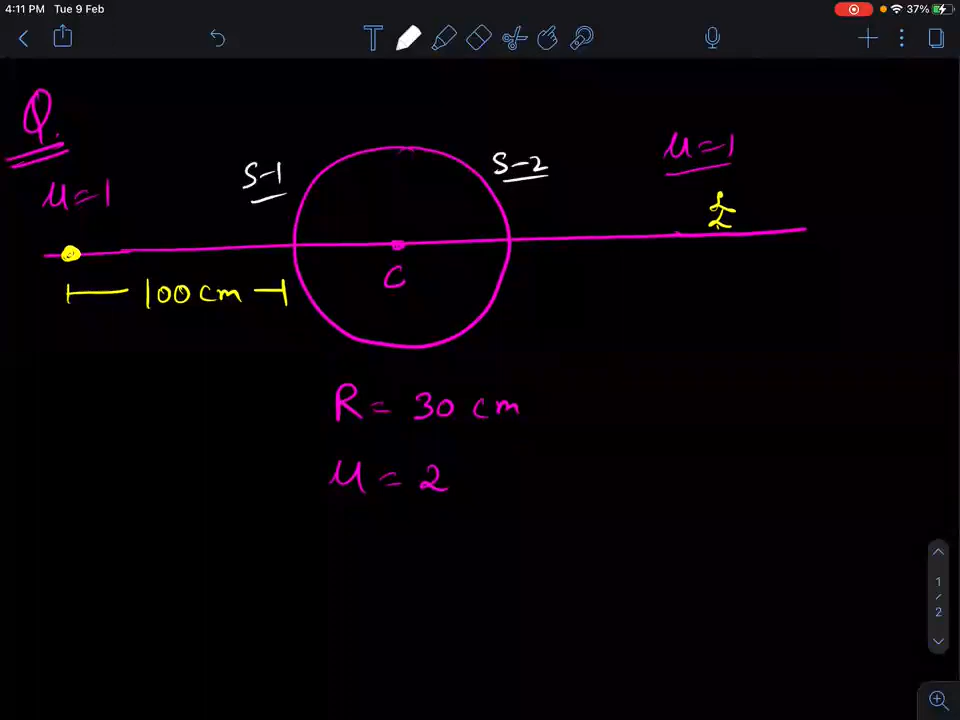 4:11 PM Tue 9 Feb
37%
Q.
μ=1
S-1
S-2
μ=1
C
100 cm
R = 30 cm
μ = 2
1
/
2